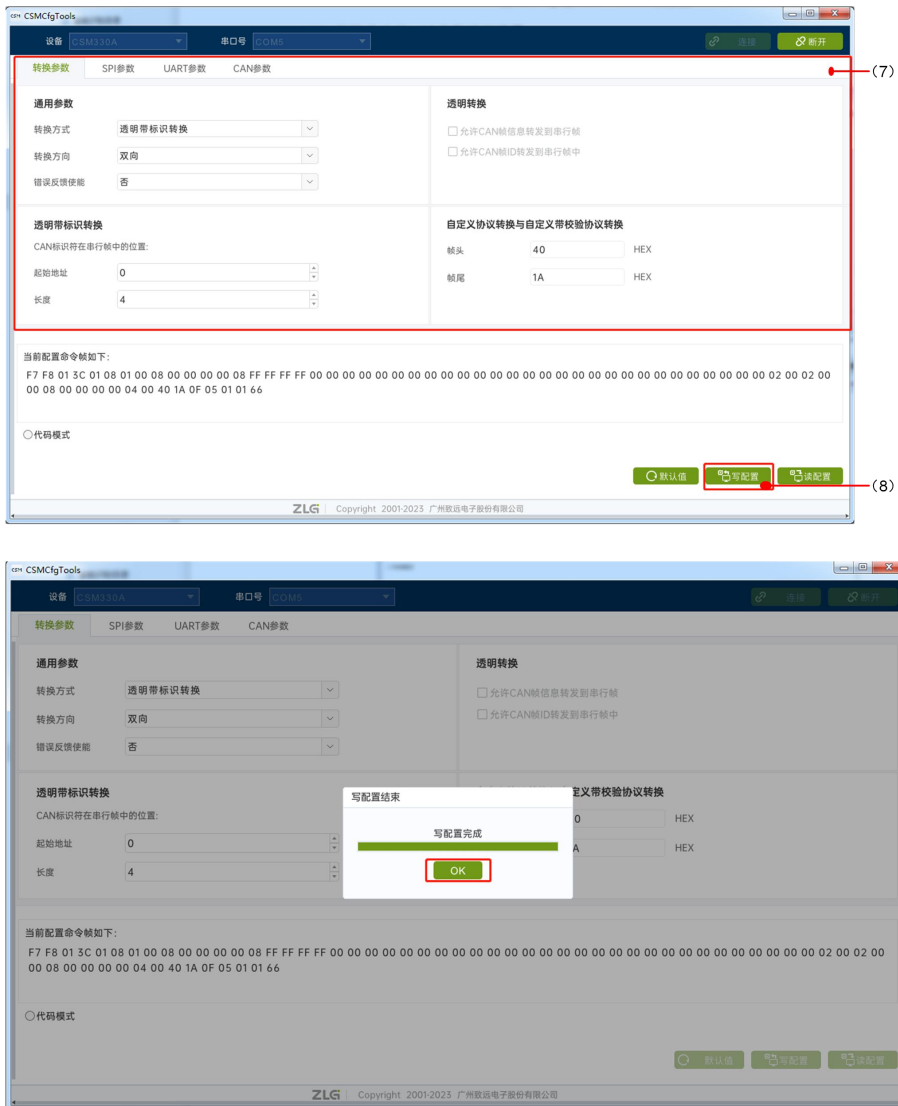 CSM CSMCfgTools
设备 CSM330A 串口号 COM5 连接 断开
转换参数 SPI参数 UART参数 CAN参数
(7)
通用参数 透明转换
转换方式 透明带标识转换 允许CAN帧信息转发到串行帧
转换方向 双向 允许CAN帧ID转发到串行帧中
错误反馈使能 否
透明带标识转换 自定义协议转换与自定义带校验协议转换
CAN标识符在串行帧中的位置: 帧头 40 HEX
起始地址 0 帧尾 1A HEX
长度 4
当前配置命令帧如下:
F7 F8 01 3C 01 08 01 00 08 00 00 00 00 08 FF FF FF FF 00 00 00 00 00 00 00 00 00 00 00 00 00 00 00 00 00 00 00 00 00 00 00 00 02 00 02 00
00 08 00 00 00 00 04 00 40 1A 0F 05 01 01 66
代码模式
默认值 写配置 读配置
(8)
ZLG Copyright 2001-2023 广州致远电子股份有限公司
CSM CSMCfgTools
设备 CSM330A 串口号 COM5 连接 断开
转换参数 SPI参数 UART参数 CAN参数
通用参数 透明转换
转换方式 透明带标识转换 允许CAN帧信息转发到串行帧
转换方向 双向 允许CAN帧ID转发到串行帧中
错误反馈使能 否
透明带标识转换 定义带校验协议转换
CAN标识符在串行帧中的位置: 0 HEX
起始地址 0 A HEX
长度 4
写配置结束
写配置完成
OK
当前配置命令帧如下:
F7 F8 01 3C 01 08 01 00 08 00 00 00 00 08 FF FF FF FF 00 00 00 00 00 00 00 00 00 00 00 00 00 00 00 00 00 00 00 00 00 00 00 00 02 00 02 00
00 08 00 00 00 00 04 00 40 1A 0F 05 01 01 66
代码模式
默认值 写配置 读配置
ZLG Copyright 2001-2023 广州致远电子股份有限公司